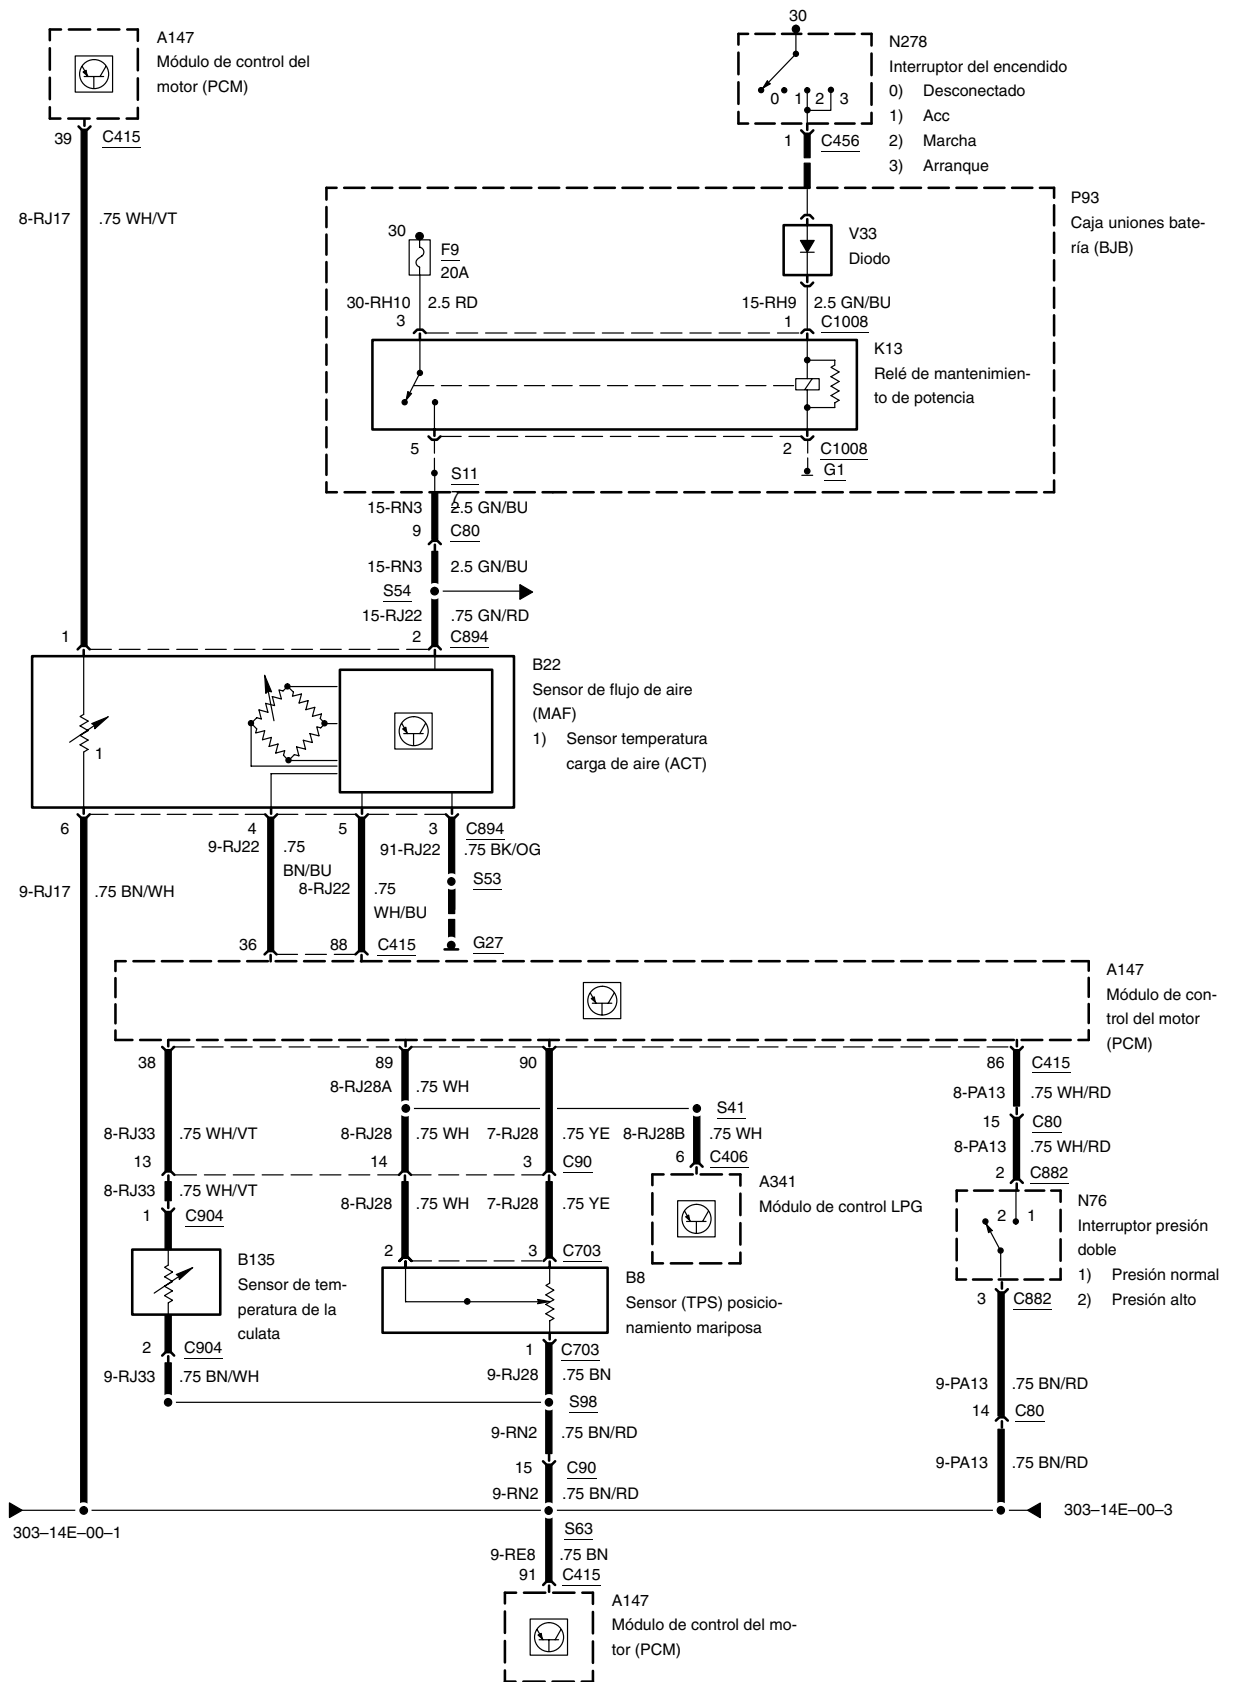 30
A147
Módulo de control del
motor (PCM)
N278
Interruptor del encendido
0) Desconectado
1) Acc
2) Marcha
3) Arranque
0 1 2 3
39 C415
1 C456
8-RJ17 .75 WH/VT
P93
Caja uniones bate-
ría (BJB)
30
F9
20A
V33
Diodo
30-RH10 2.5 RD
15-RH9 2.5 GN/BU
3
1 C1008
K13
Relé de mantenimien-
to de potencia
5
2 C1008
S11
7
G1
15-RN3 2.5 GN/BU
9 C80
15-RN3 2.5 GN/BU
S54
15-RJ22 .75 GN/RD
1
2 C894
B22
Sensor de flujo de aire
(MAF)
1) Sensor temperatura
carga de aire (ACT)
1
6
4
5
3 C894
9-RJ22 .75
BN/BU
91-RJ22 .75 BK/OG
8-RJ22 .75
WH/BU
S53
9-RJ17 .75 BN/WH
36
88 C415
G27
A147
Módulo de con-
trol del motor
(PCM)
38
89
90
86 C415
8-RJ28A .75 WH
8-PA13 .75 WH/RD
S41
15 C80
8-RJ33 .75 WH/VT
8-RJ28 .75 WH
7-RJ28 .75 YE
8-RJ28B .75 WH
8-PA13 .75 WH/RD
13
14
3 C90
6 C406
2 C882
8-RJ33 .75 WH/VT
8-RJ28 .75 WH
7-RJ28 .75 YE
A341
Módulo de control LPG
N76
Interruptor presión
doble
1) Presión normal
2) Presión alto
2 1
1 C904
2
3 C703
B135
Sensor de tem-
peratura de la
culata
B8
Sensor (TPS) posicio-
namiento mariposa
3 C882
2 C904
1 C703
9-RJ33 .75 BN/WH
9-RJ28 .75 BN
9-PA13 .75 BN/RD
S98
14 C80
9-RN2 .75 BN/RD
15 C90
9-PA13 .75 BN/RD
9-RN2 .75 BN/RD
303–14E–00–1
303–14E–00–3
S63
9-RE8 .75 BN
91 C415
A147
Módulo de control del mo-
tor (PCM)